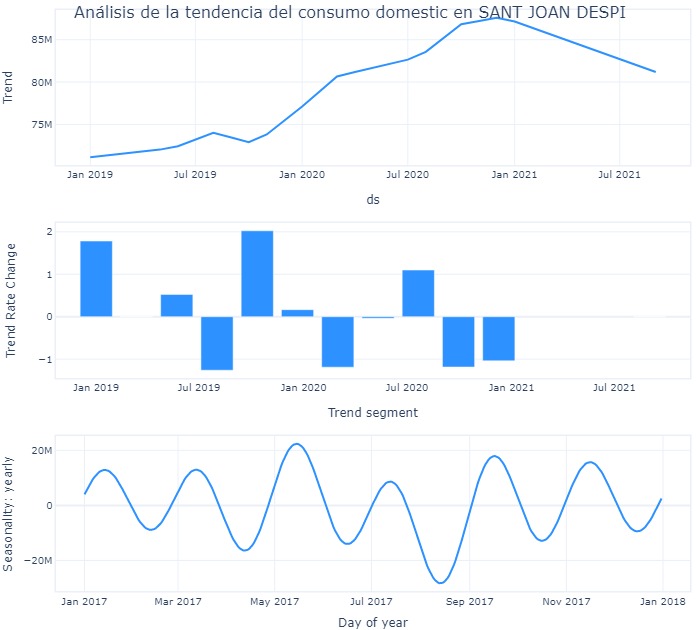 Análisis de la tendencia del consumo domestic en SANT JOAN DESPI
85M
80M
75M
Trend
Jan 2019 Jul 2019 Jan 2020 Jul 2020 Jan 2021 Jul 2021
ds
2
1
0
−1
Trend Rate Change
Jan 2019 Jul 2019 Jan 2020 Jul 2020 Jan 2021 Jul 2021
Trend segment
20M
0
−20M
Seasonality: yearly
Jan 2017 Mar 2017 May 2017 Jul 2017 Sep 2017 Nov 2017 Jan 2018
Day of year